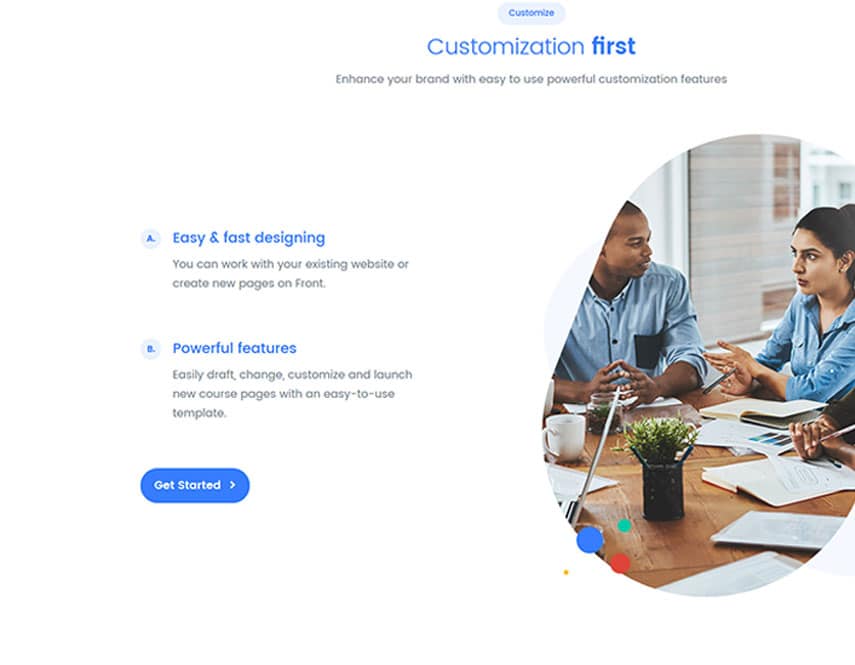 Customize
Customization first
Enhance your brand with easy to use powerful customization features
A.
Easy & fast designing
You can work with your existing website or
create new pages on Front.
B.
Powerful features
Easily draft, change, customize and launch
new course pages with an easy-to-use
template.
Get Started